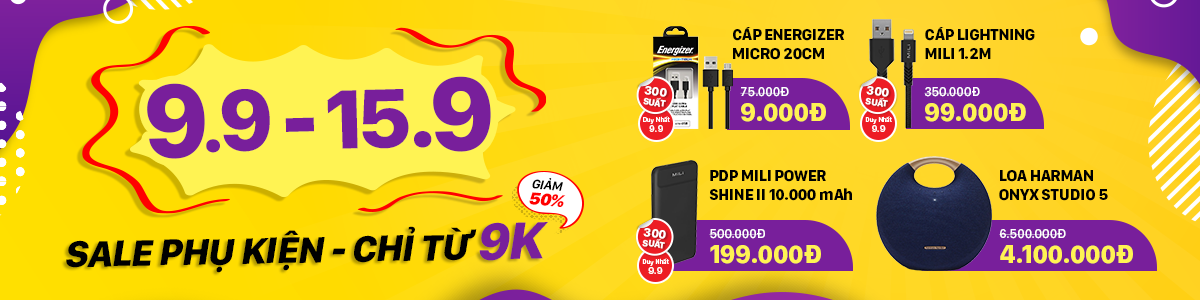 9.9 - 15.9
GIẢM
50%
SALE PHỤ KIỆN - CHỈ TỪ 9K
CÁP ENERGIZER
MICRO 20CM
Energizer
300
SUẤT
Duy Nhất
9.9
75.000Đ
9.000Đ
CÁP LIGHTNING
MILI 1.2M
MILI
300
SUẤT
Duy Nhất
9.9
350.000Đ
99.000Đ
PDP MILI POWER
SHINE II 10.000 mAh
MILI
300
SUẤT
Duy Nhất
9.9
500.000Đ
199.000Đ
LOA HARMAN
ONYX STUDIO 5
harman/kardon
6.500.000Đ
4.100.000Đ